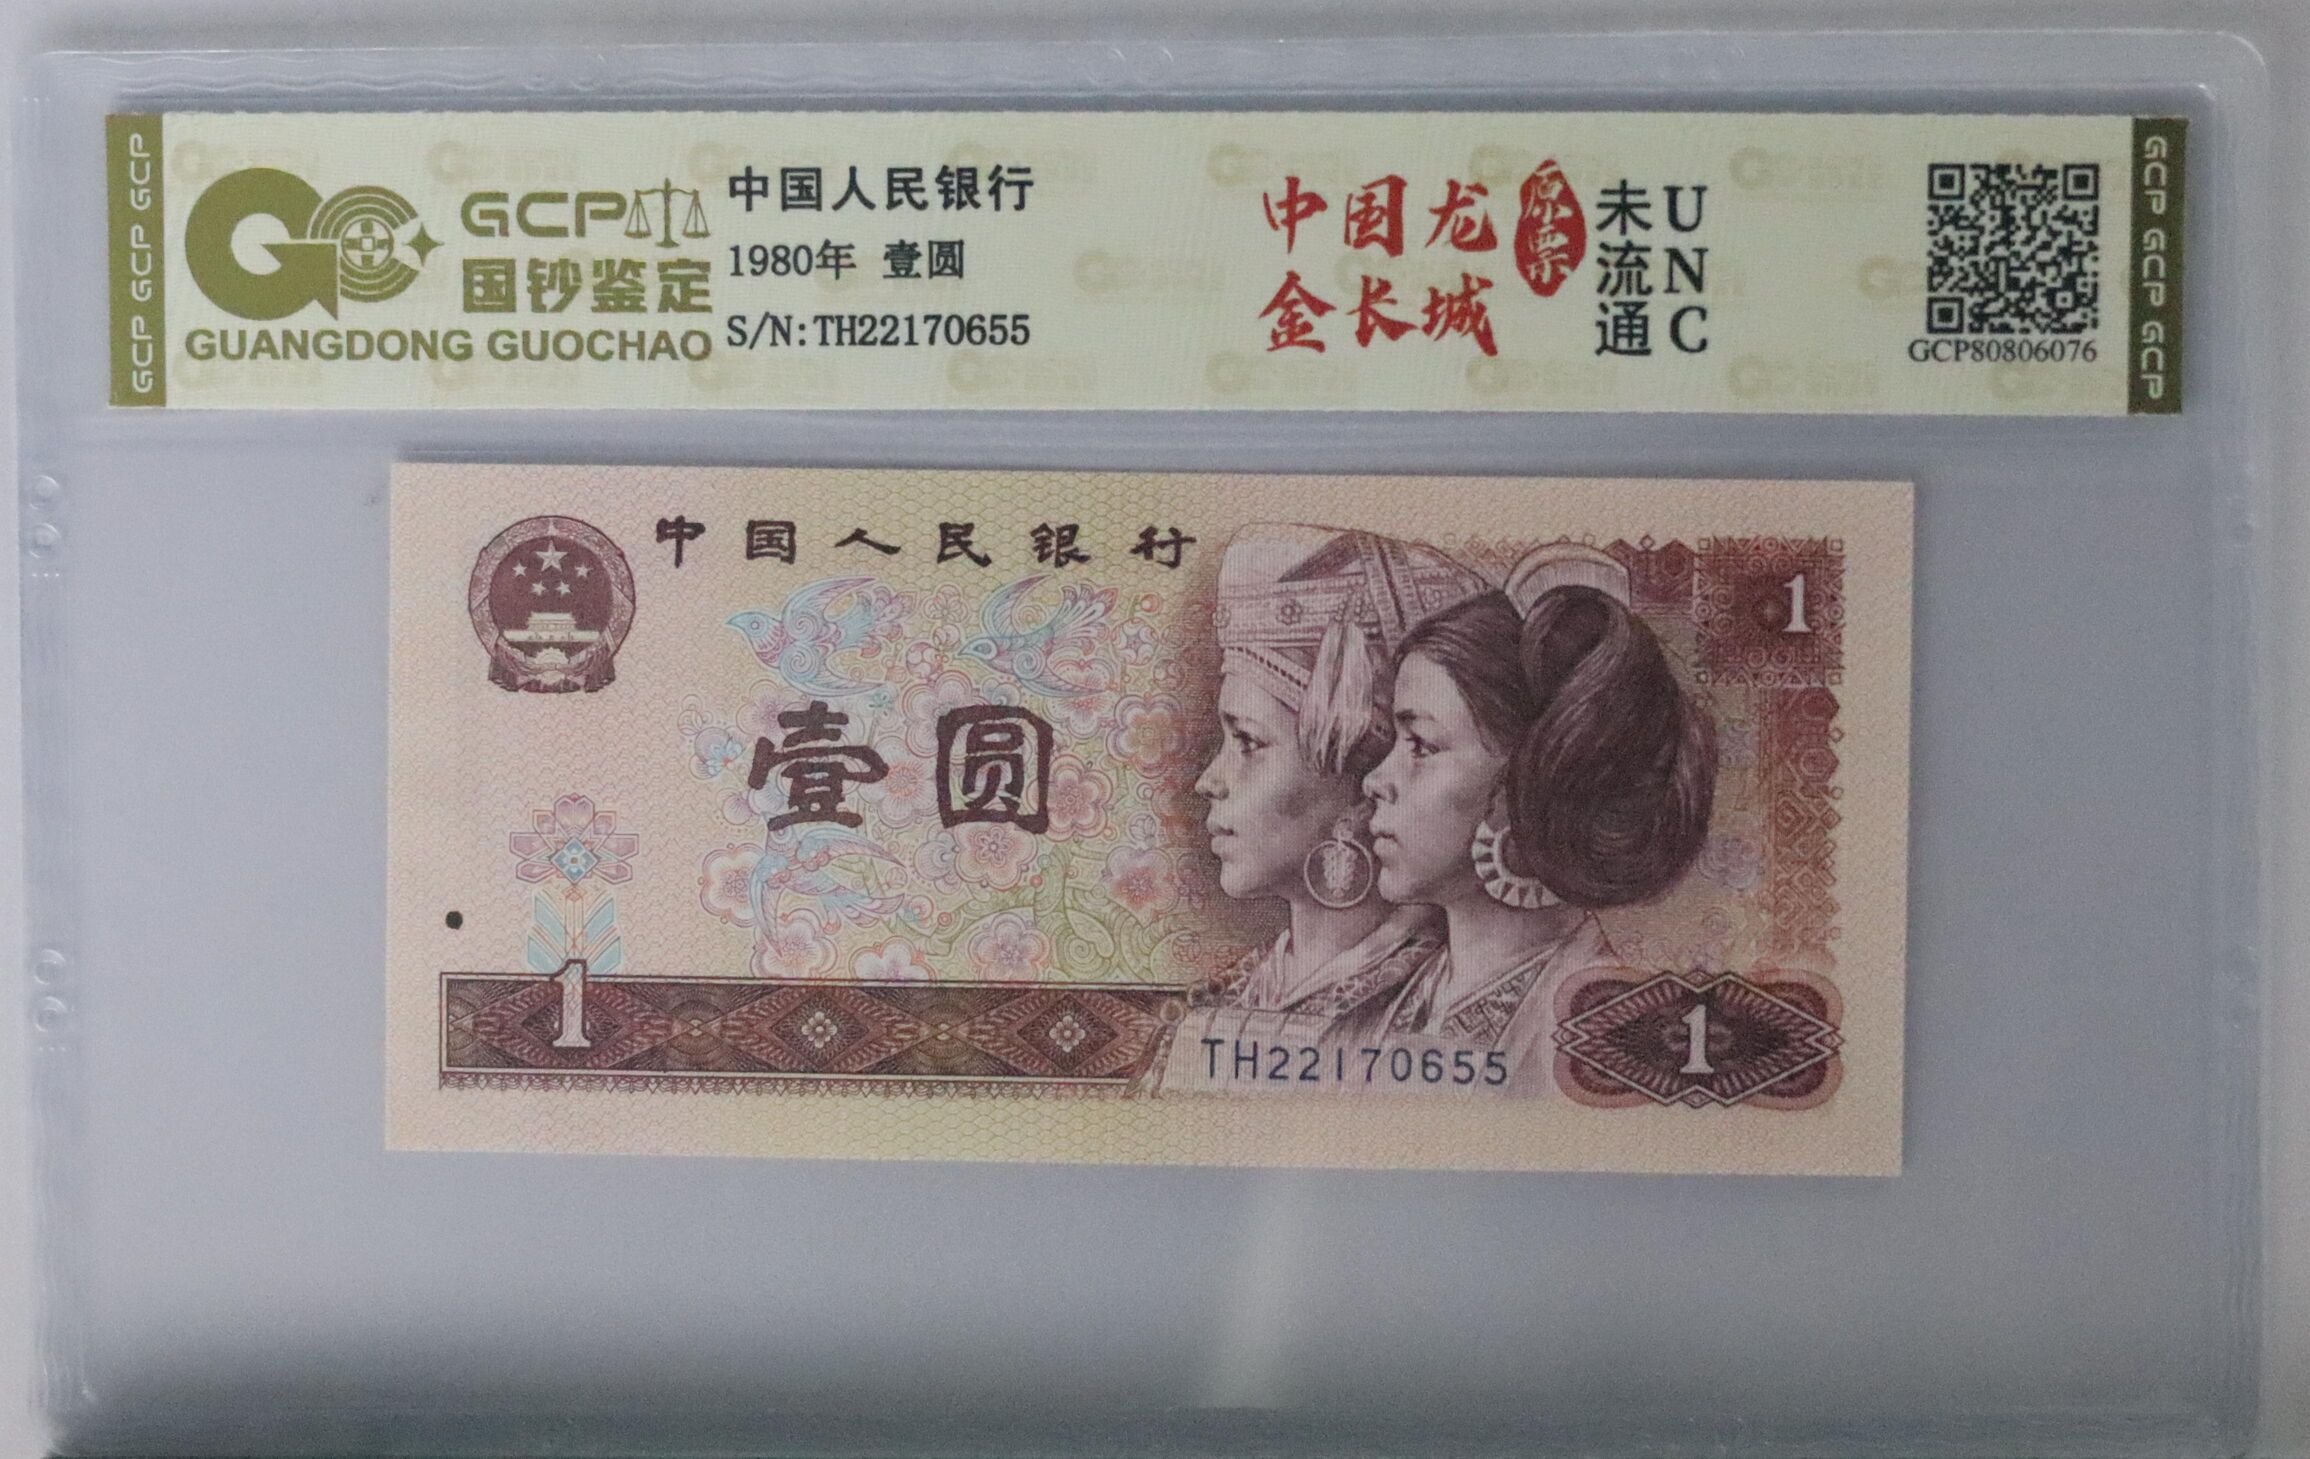 GCP GCP GCP
GCP
国钞鉴定
GUANGDONG GUOCHAO
中国人民银行
1980年 壹圆
S/N:TH22170655
中国龙
金长城
原票
未流通
UNC
GCP80806076
GCP GCP GCP
中国人民银行
1
壹圆
1
TH22170655
1